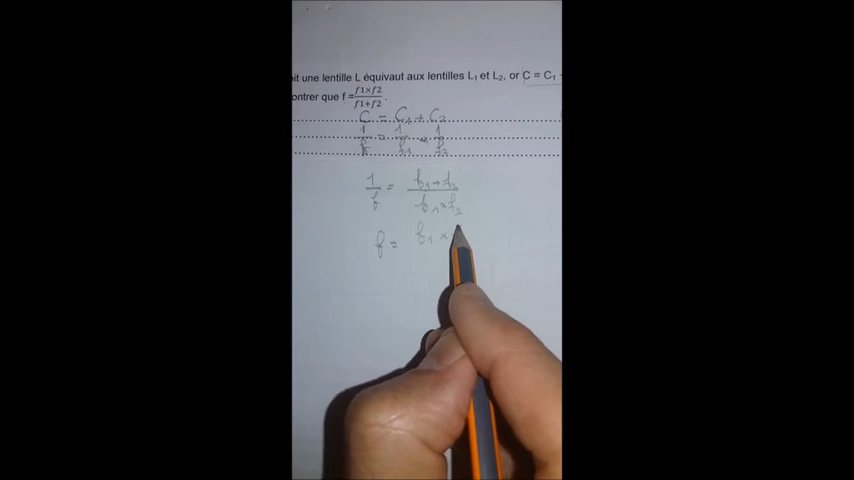 it une lentille L équivaut aux lentilles L₁ et L₂, or C = C₁ -
ontrer que f = f1×f2 / f1+f2 .
C = C₁ + C₂
1/f = 1/f₁ + 1/f₂
1/f = f₁+f₂ / f₁×f₂
f = f₁ ×